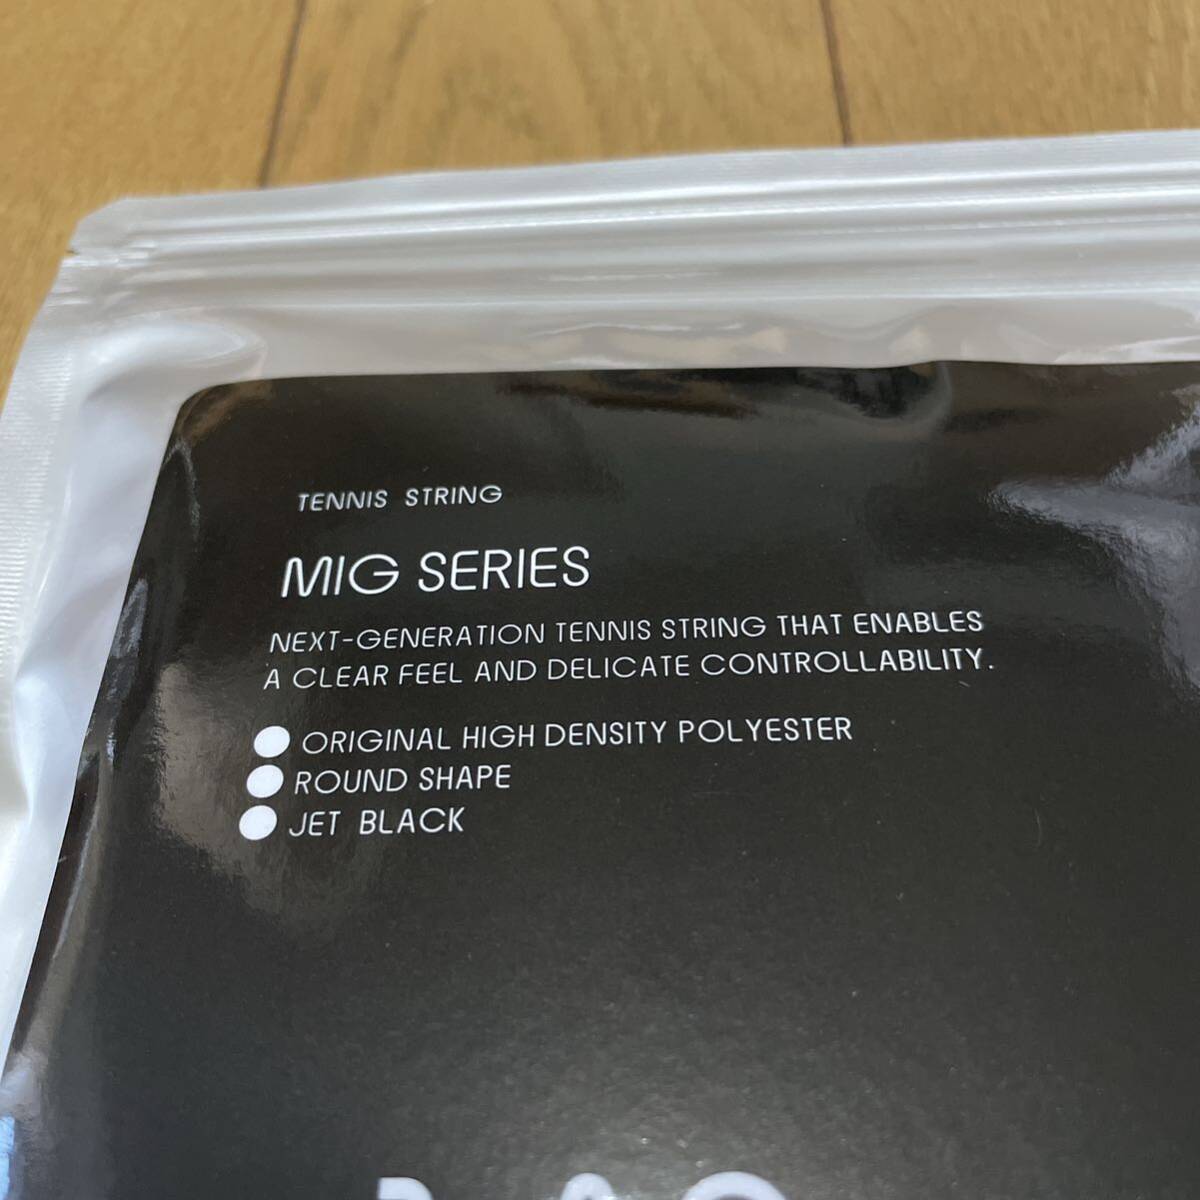 TENNIS STRING
MIG SERIES
NEXT-GENERATION TENNIS STRING THAT ENABLES
A CLEAR FEEL AND DELICATE CONTROLLABILITY.
ORIGINAL HIGH DENSITY POLYESTER
ROUND SHAPE
JET BLACK